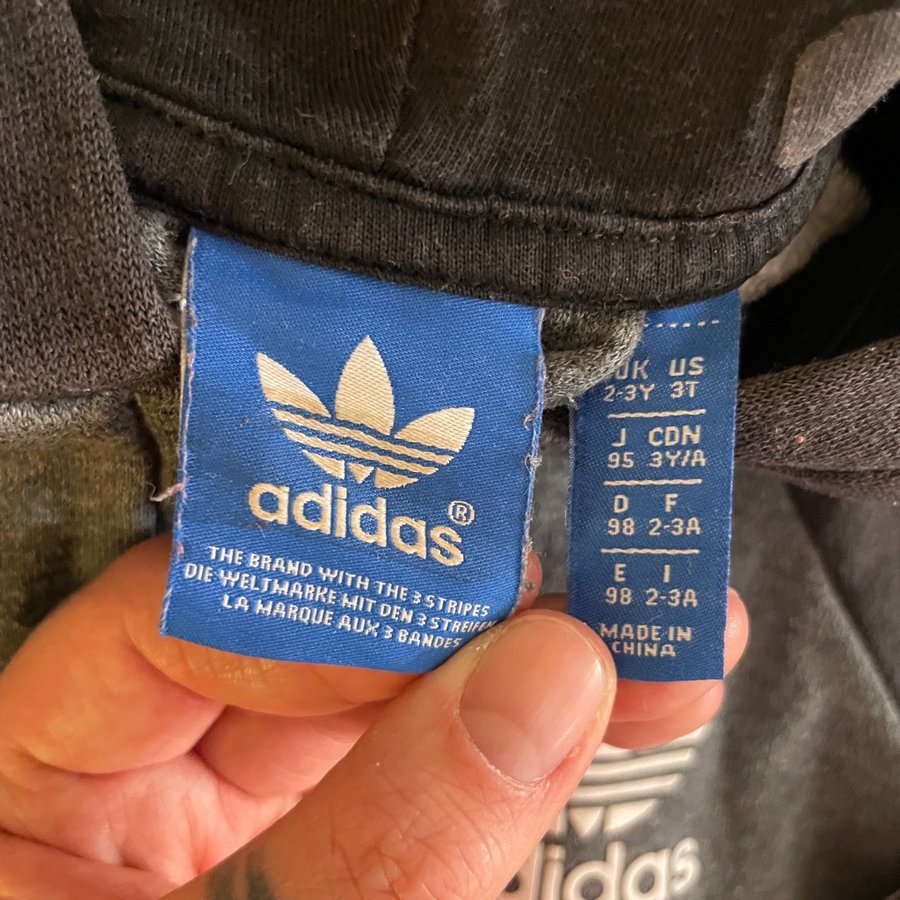 adidas®
THE BRAND WITH THE 3 STRIPES
DIE WELTMARKE MIT DEN 3 STREIFEN
LA MARQUE AUX 3 BANDES
UK US
2-3Y 3T
J CDN
95 3Y/A
D F
98 2-3A
E I
98 2-3A
MADE IN
CHINA
adidas